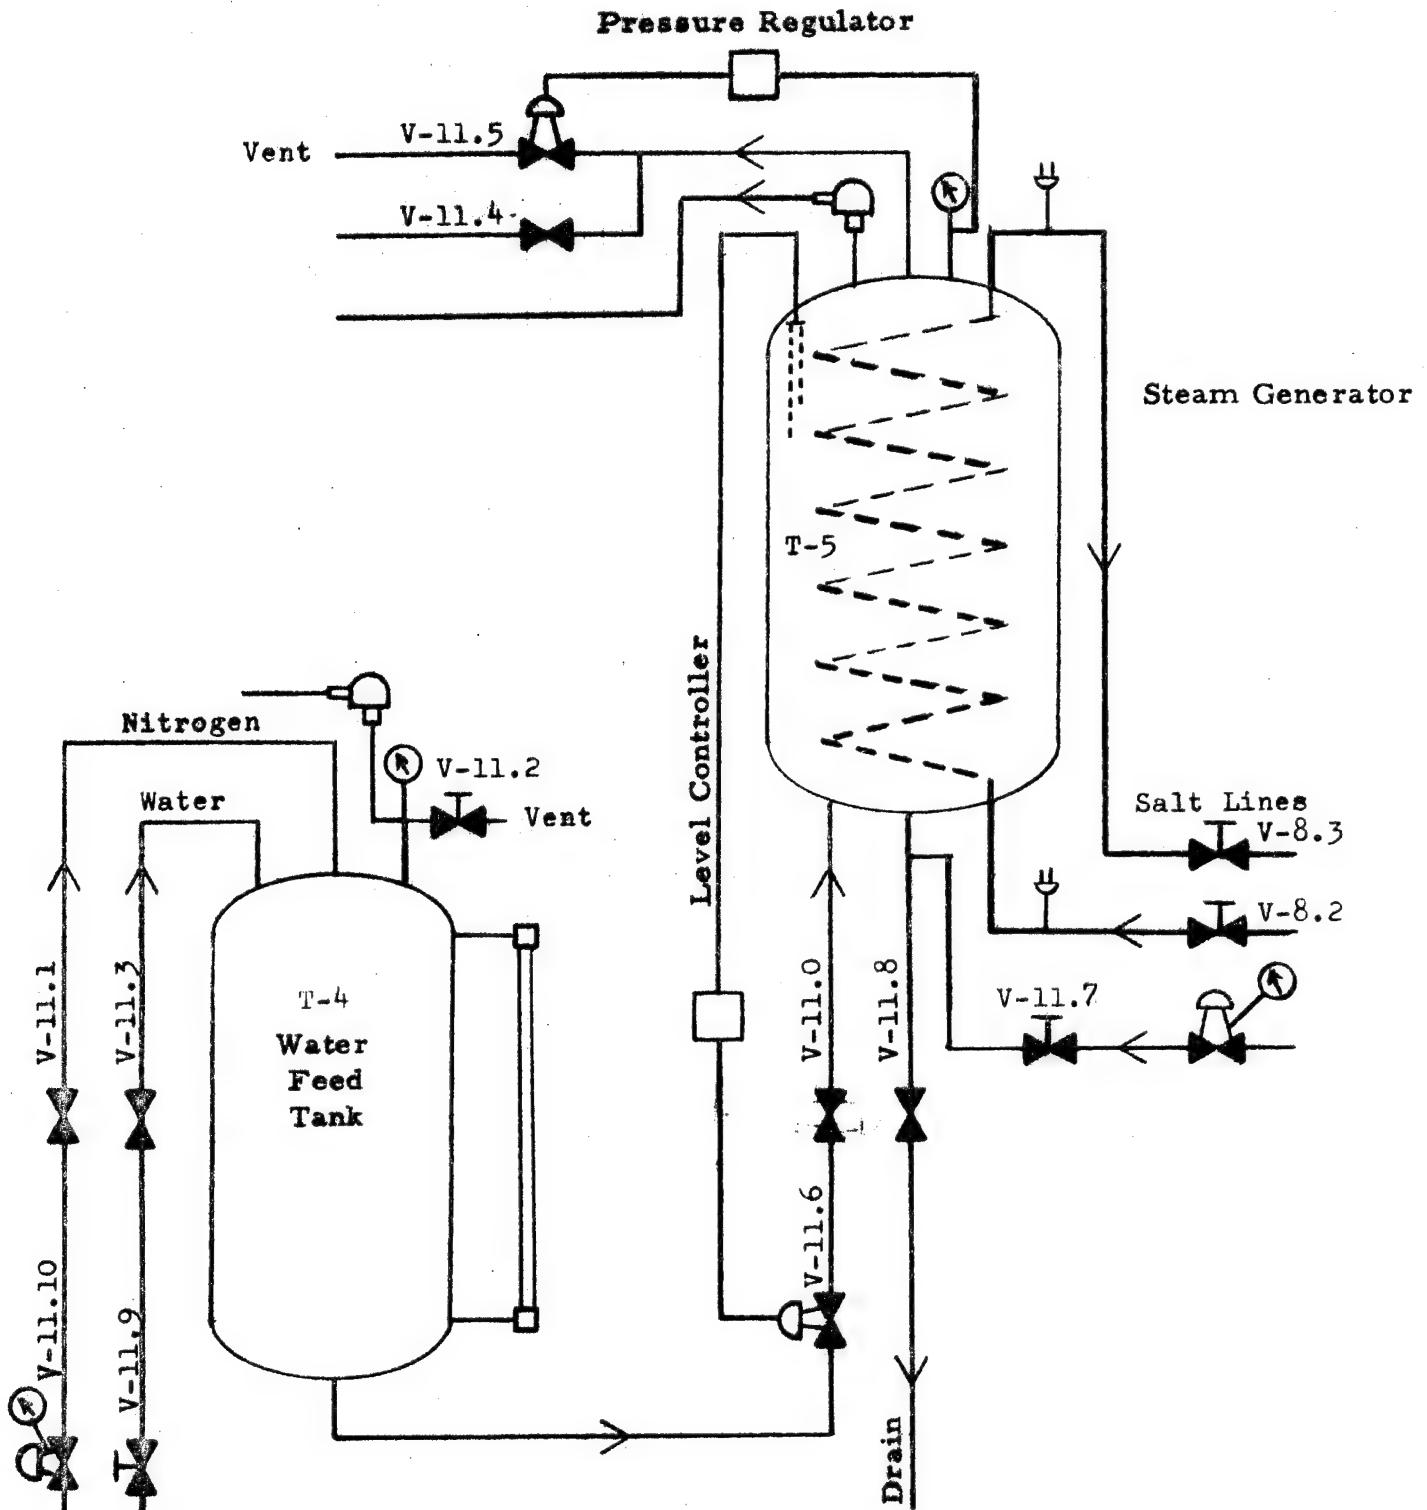 Pressure Regulator
V-11.5
Vent
V-11.4
Steam Generator
T-5
Level Controller
Nitrogen
V-11.2
Water
Vent
Salt Lines
V-8.3
V-8.2
V-11.1
V-11.3
T-4
Water
Feed
Tank
V-11.0
V-11.8
V-11.7
V-11.6
V-11.10
V-11.9
Drain